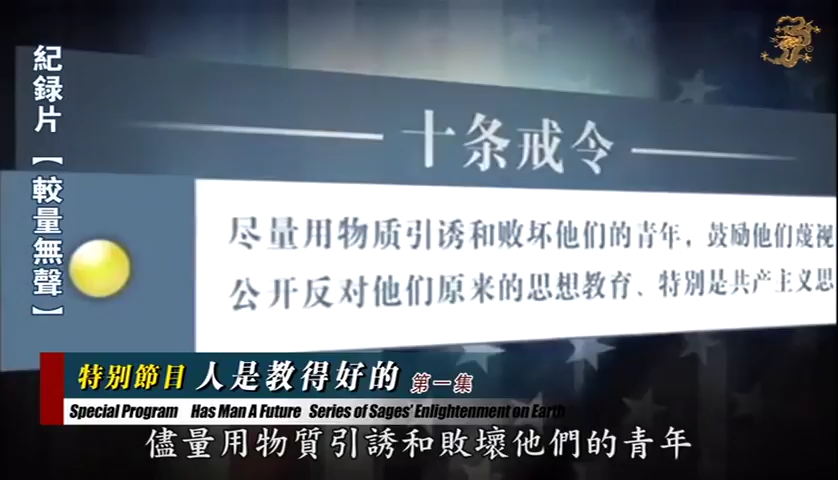 紀録片【較量無聲】
十条戒令
尽量用物质引诱和败坏他们的青年，鼓励他们蔑视
公开反对他们原来的思想教育、特别是共产主义思
特别節目 人是教得好的 第一集
Special Program Has Man A Future Series of Sages' Enlightenment on Earth
儘量用物質引誘和敗壞他們的青年